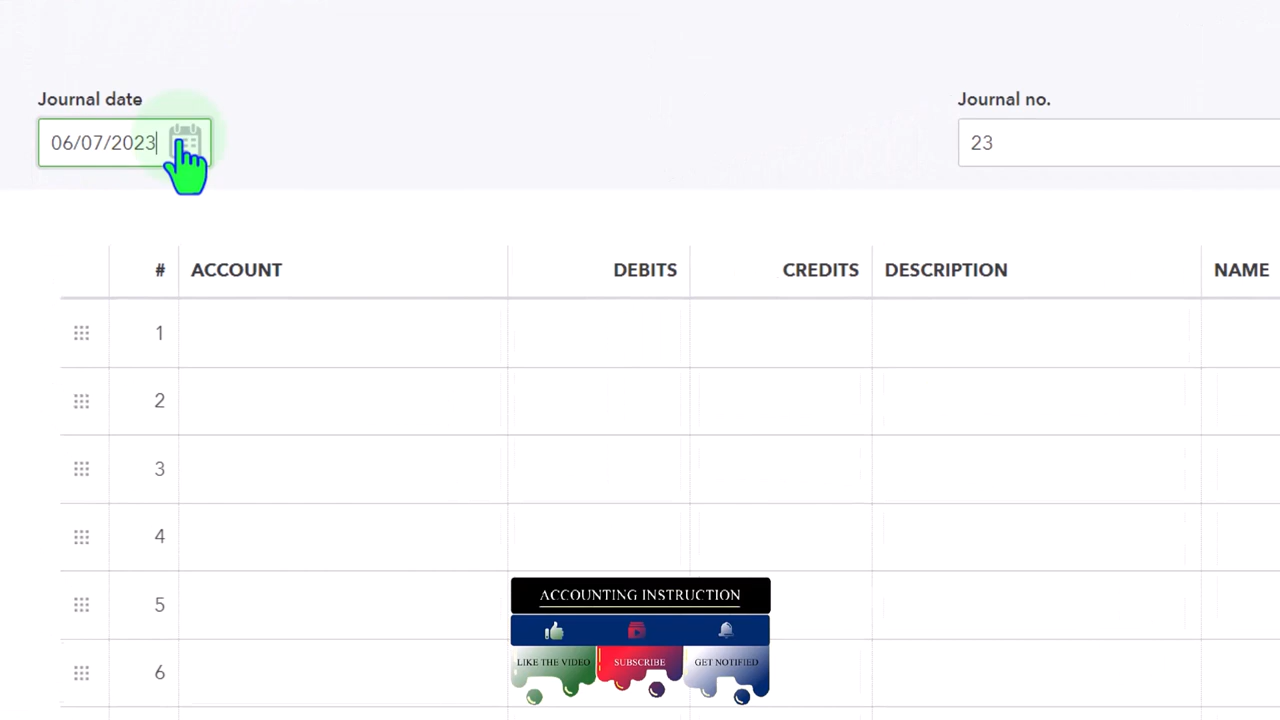 Journal date
Journal no.
06/07/2023
23
# ACCOUNT DEBITS CREDITS DESCRIPTION NAME
1
2
3
4
5
6
ACCOUNTING INSTRUCTION
LIKE THE VIDEO SUBSCRIBE GET NOTIFIED